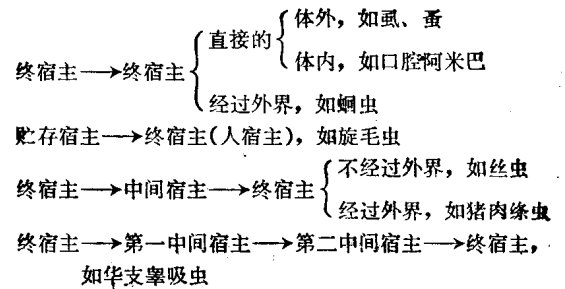 体外，如虱、蚤
直接的
体内，如口腔阿米巴
终宿主→终宿主
经过外界，如蛔虫
贮存宿主→终宿主(人宿主)，如旋毛虫
不经过外界，如丝虫
终宿主→中间宿主→终宿主
经过外界，如猪肉绦虫
终宿主→第一中间宿主→第二中间宿主→终宿主，
如华支睾吸虫